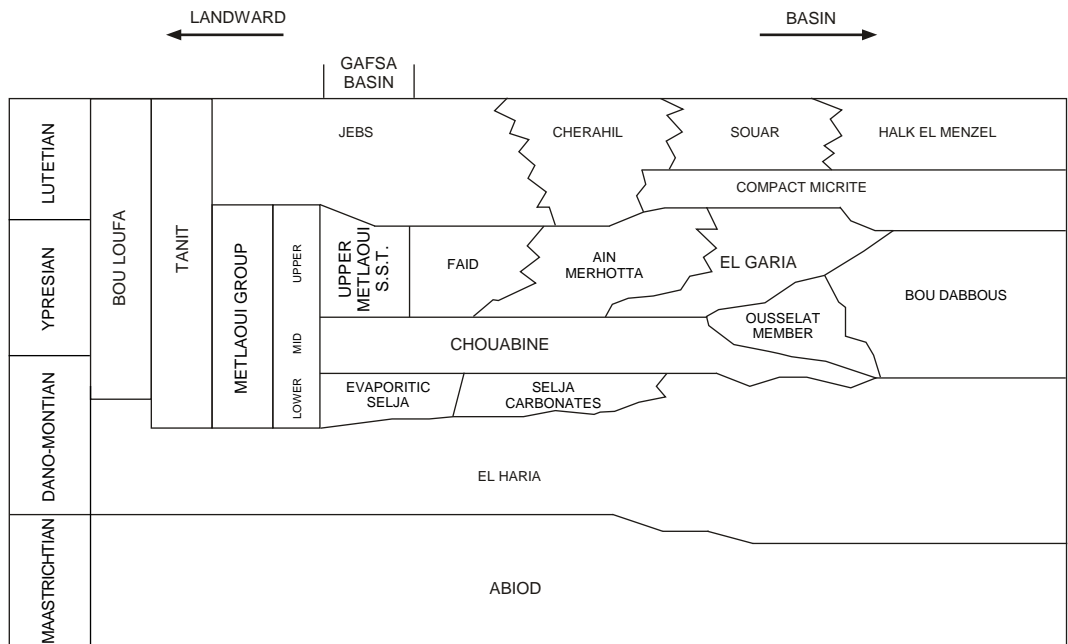 LANDWARD
BASIN
GAFSA
BASIN
LUTETIAN
YPRESIAN
DANO-MONTIAN
MAASTRICHTIAN
BOU LOUFA
TANIT
METLAOUI GROUP
UPPER
MID
LOWER
JEBS
CHERAHIL
SOUAR
HALK EL MENZEL
COMPACT MICRITE
UPPER
METLAOUI
S.S.T.
FAID
AIN
MERHOTTA
EL GARIA
BOU DABBOUS
OUSSELAT
MEMBER
CHOUABINE
EVAPORITIC
SELJA
SELJA
CARBONATES
EL HARIA
ABIOD